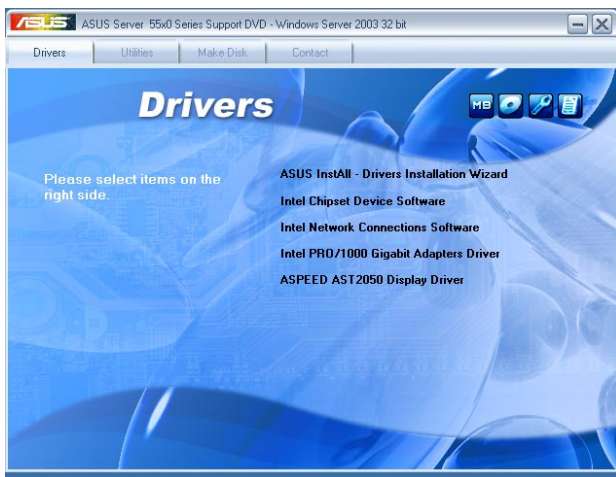 ASUS ASUS Server 55x0 Series Support DVD - Windows Server 2003 32 bit
Drivers Utilities Make Disk Contact
Drivers
MB
Please select items on the
right side.
ASUS InstAll - Drivers Installation Wizard
Intel Chipset Device Software
Intel Network Connections Software
Intel PRO/1000 Gigabit Adapters Driver
ASPEED AST2050 Display Driver